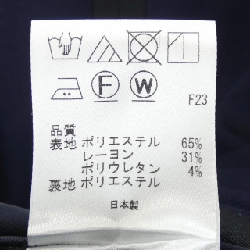 F W
F23
品質
表地 ポリエステル 65%
レーヨン 31%
ポリウレタン 4%
裏地 ポリエステル
日本製